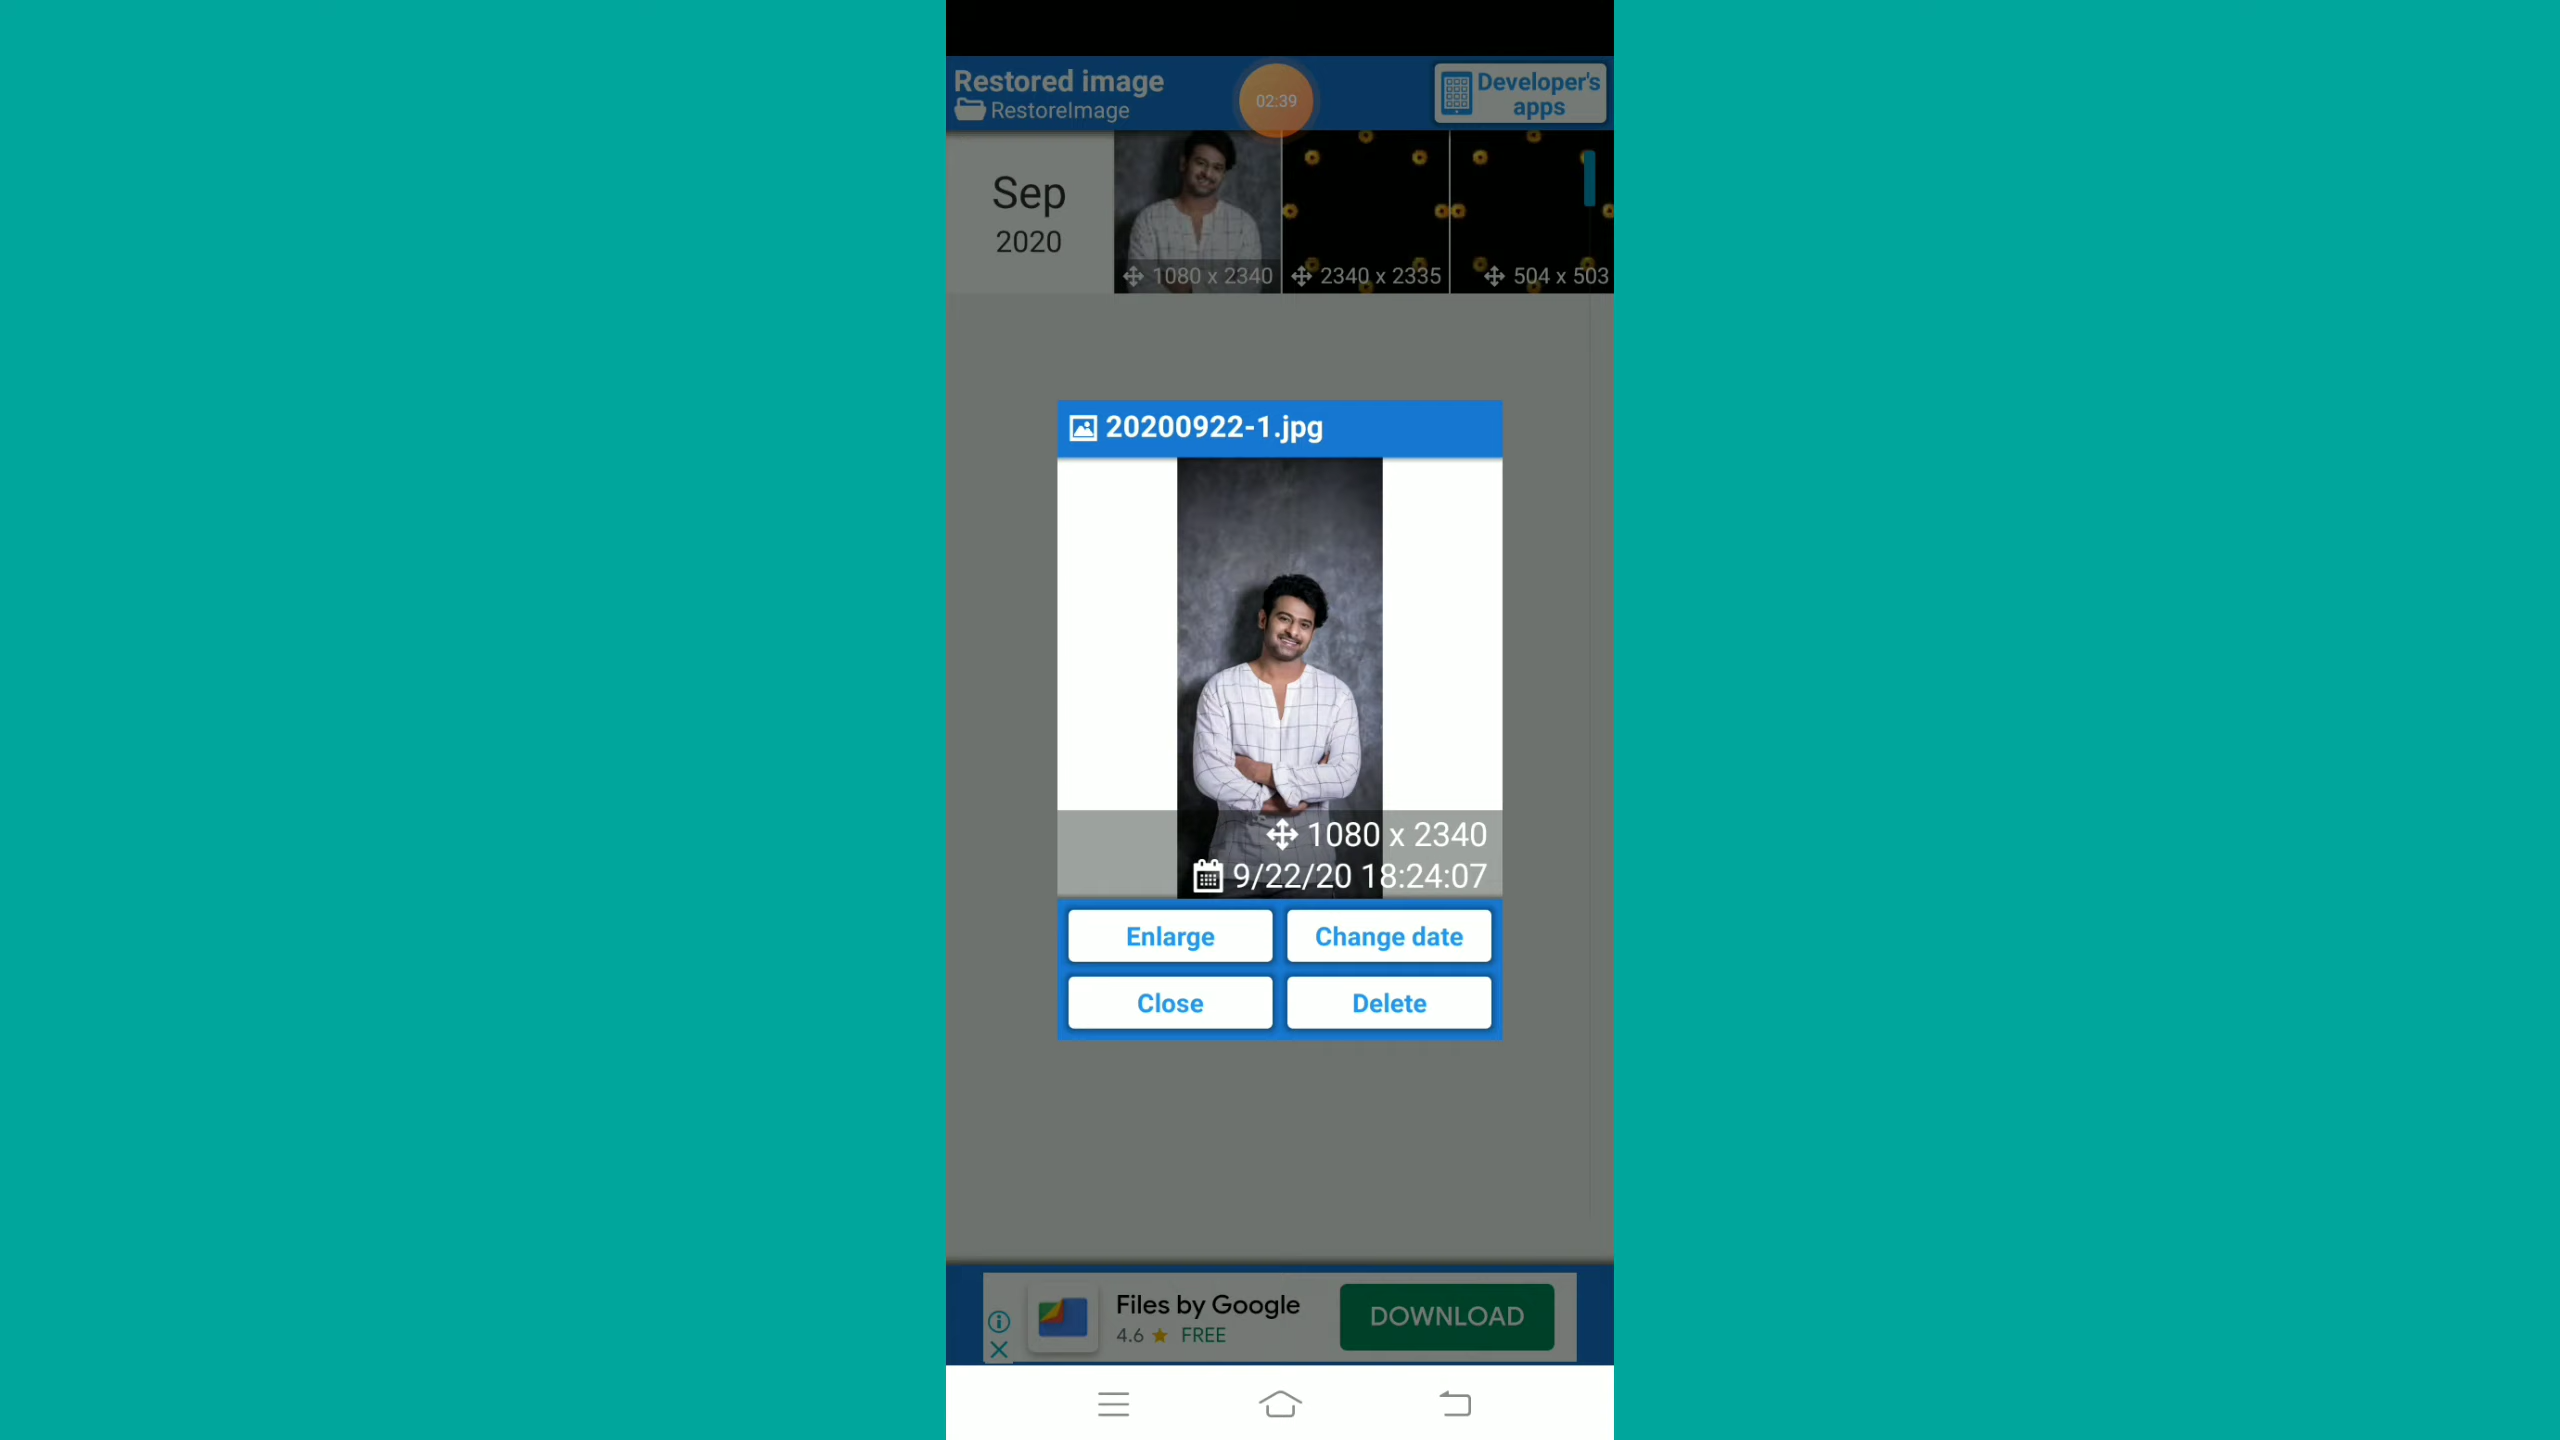 Restored image
RestoreImage
02:39
Developer's
apps
Sep
2020
1080 x 2340
2340 x 2335
504 x 503
20200922-1.jpg
1080 x 2340
9/22/20 18:24:07
Enlarge
Change date
Close
Delete
Files by Google
4.6 ★ FREE
DOWNLOAD